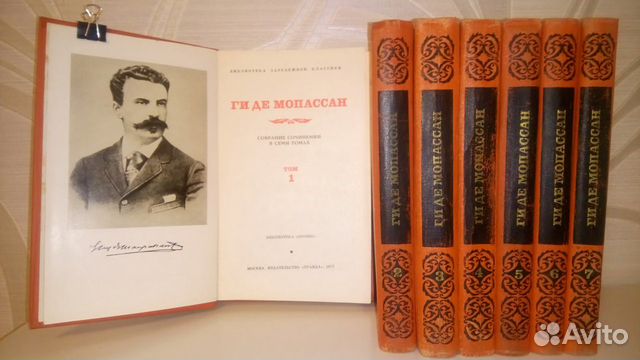 БИБЛИОТЕКА ЗАРУБЕЖНОЙ КЛАССИКИ
ГИ ДЕ МОПАССАН
СОБРАНИЕ СОЧИНЕНИЙ
В СЕМИ ТОМАХ
ТОМ
1
БИБЛИОТЕКА «ОГОНЕК»
МОСКВА. ИЗДАТЕЛЬСТВО «ПРАВДА». 1977
ГИ ДЕ МОПАССАН
2
ГИ ДЕ МОПАССАН
3
ГИ ДЕ МОПАССАН
4
ГИ ДЕ МОПАССАН
5
ГИ ДЕ МОПАССАН
6
ГИ ДЕ МОПАССАН
7
Avito